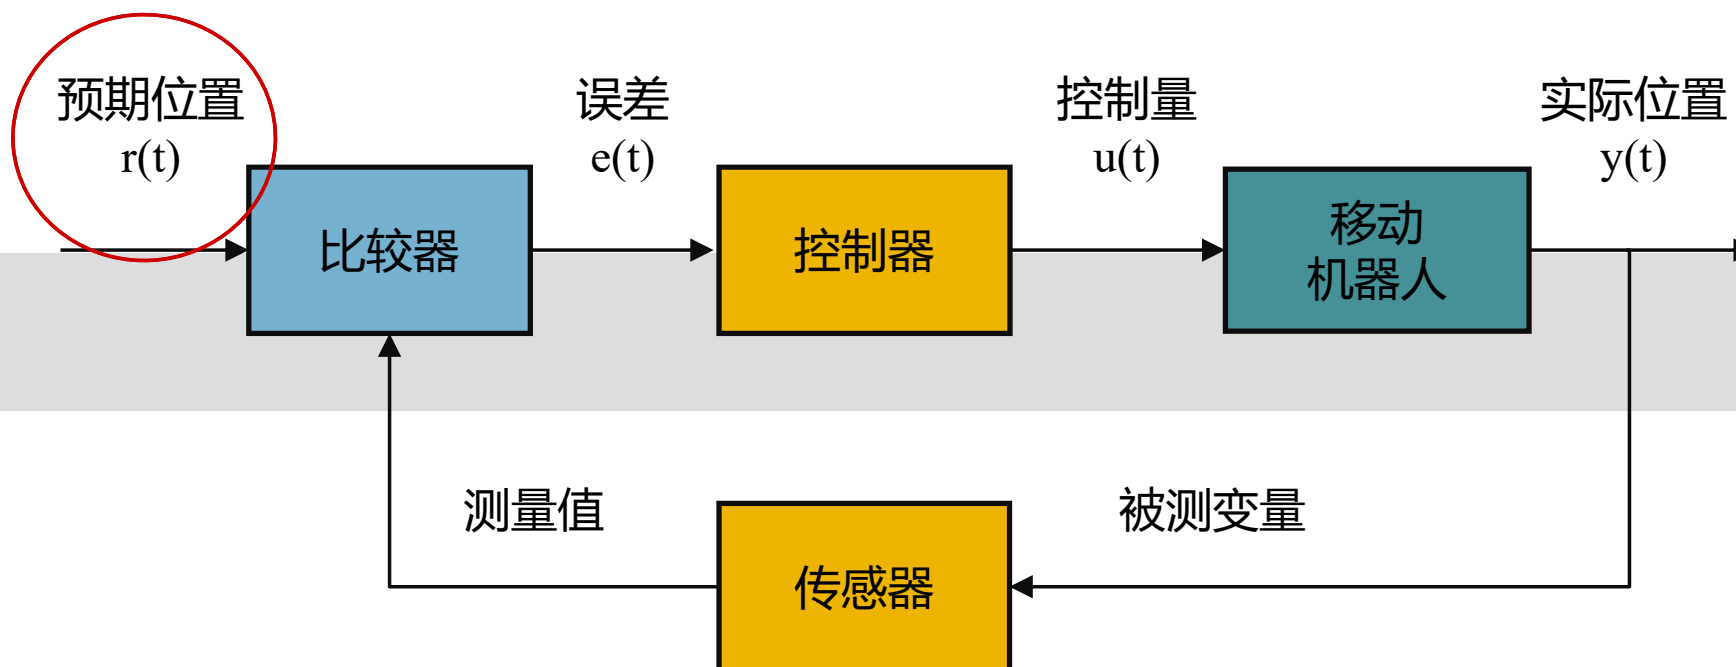 预期位置
r(t)
误差
e(t)
控制量
u(t)
实际位置
y(t)
比较器
控制器
移动
机器人
测量值
被测变量
传感器